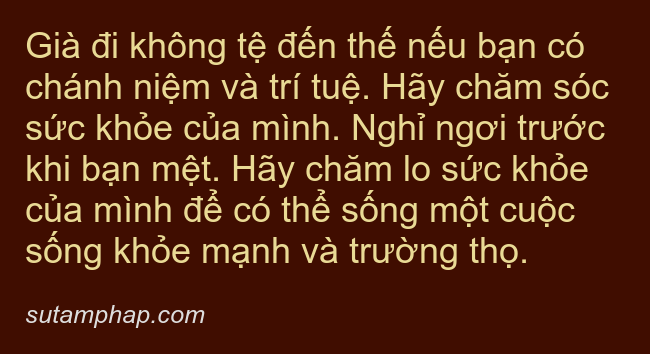 Già đi không tệ đến thế nếu bạn có
chánh niệm và trí tuệ. Hãy chăm sóc
sức khỏe của mình. Nghỉ ngơi trước
khi bạn mệt. Hãy chăm lo sức khỏe
của mình để có thể sống một cuộc
sống khỏe mạnh và trường thọ.
sutamphap.com